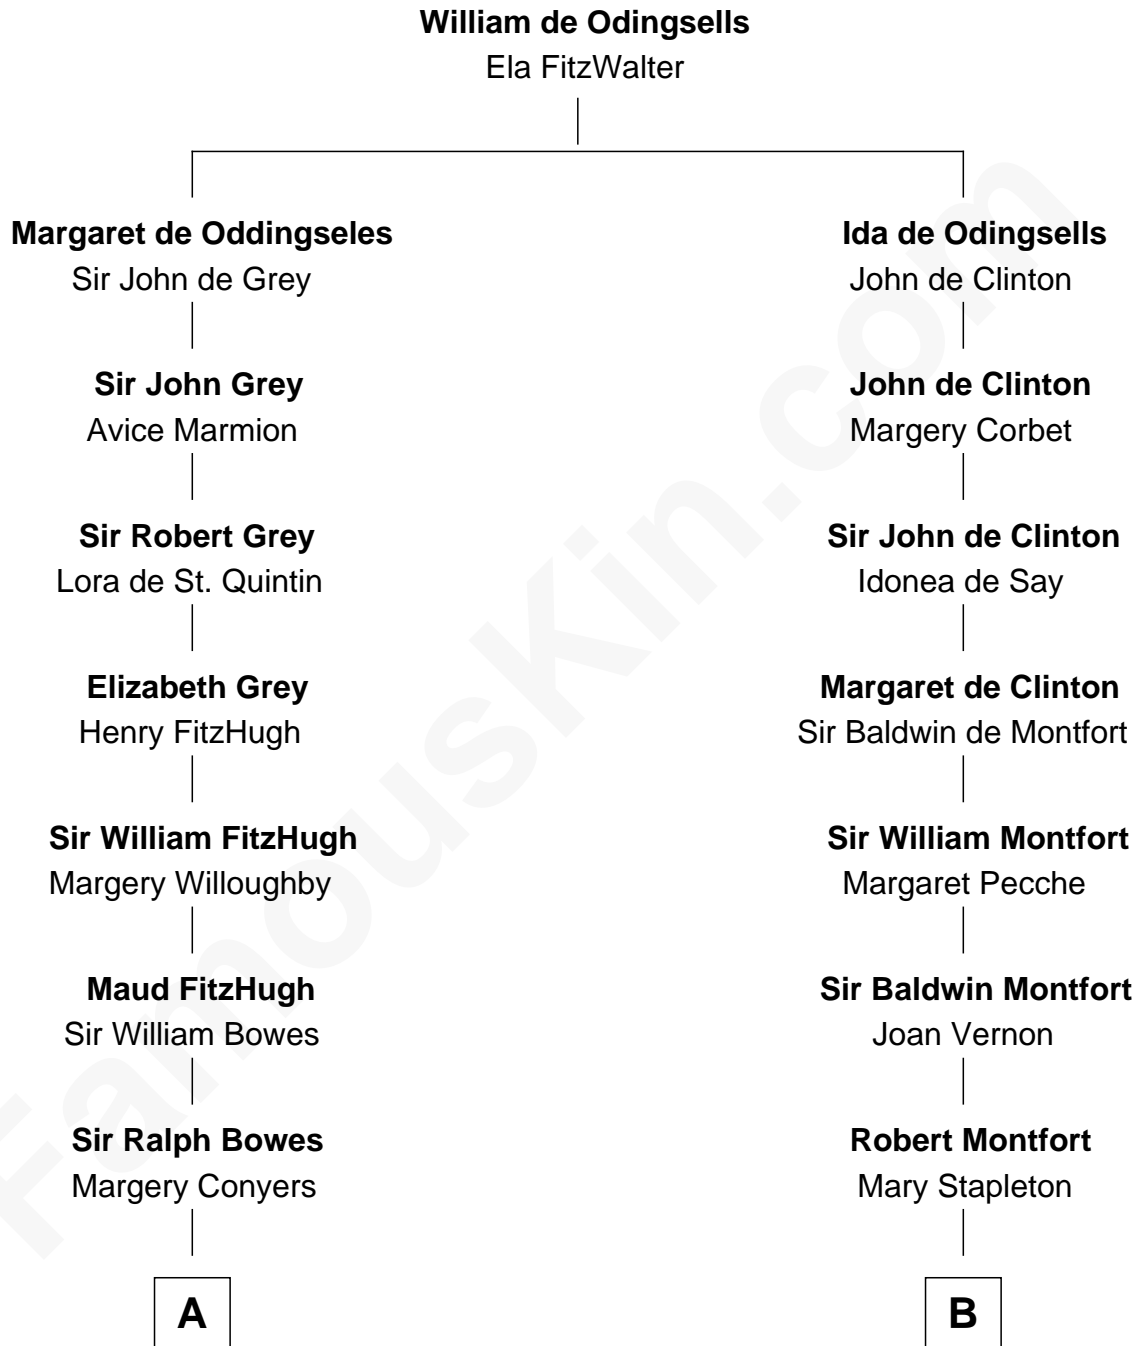 William de Odingsells
Ela FitzWalter
Margaret de Oddingseles
Sir John de Grey
Ida de Odingsells
John de Clinton
Sir John Grey
Avice Marmion
John de Clinton
Margery Corbet
Sir Robert Grey
Lora de St. Quintin
Sir John de Clinton
Idonea de Say
Elizabeth Grey
Henry FitzHugh
Margaret de Clinton
Sir Baldwin de Montfort
Sir William FitzHugh
Margery Willoughby
Sir William Montfort
Margaret Pecche
Maud FitzHugh
Sir William Bowes
Sir Baldwin Montfort
Joan Vernon
Sir Ralph Bowes
Margery Conyers
Robert Montfort
Mary Stapleton
A
B
FamousKin.com